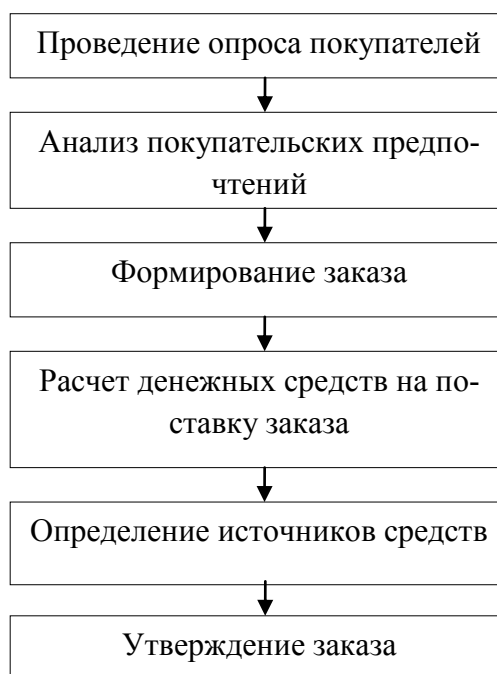 Проведение опроса покупателей
Анализ покупательских предпо-
чтений
Формирование заказа
Расчет денежных средств на по-
ставку заказа
Определение источников средств
Утверждение заказа